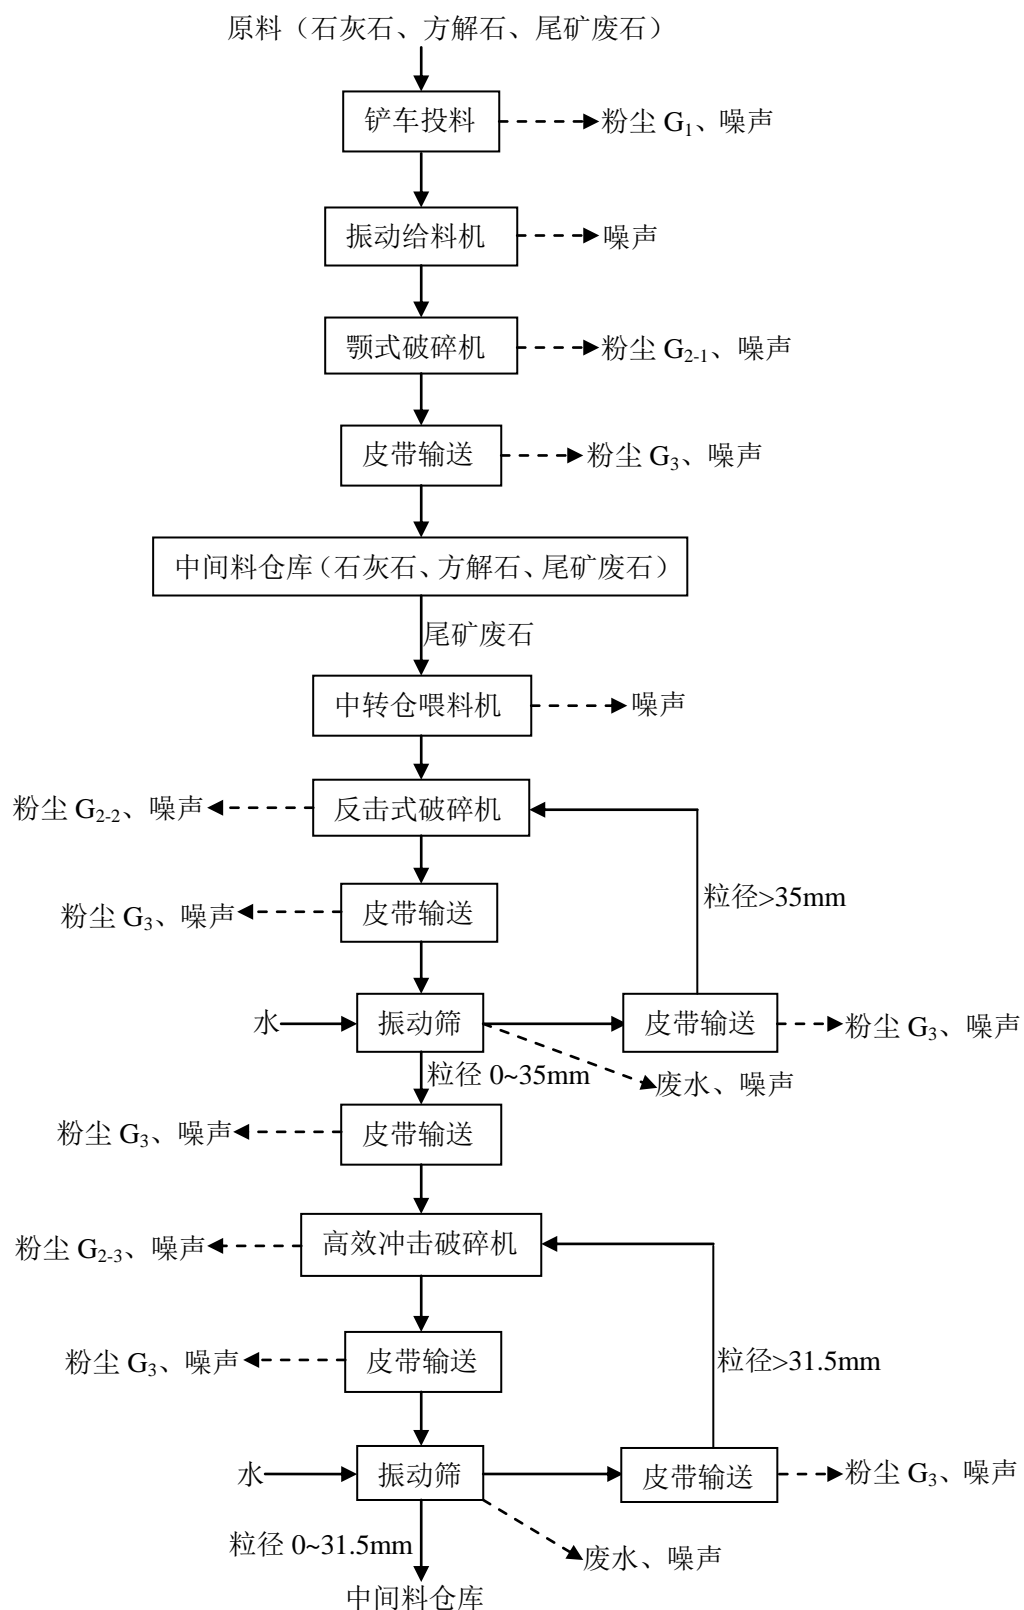 原料（石灰石、方解石、尾矿废石）
铲车投料
粉尘 G1、噪声
振动给料机
噪声
颚式破碎机
粉尘 G2-1、噪声
皮带输送
粉尘 G3、噪声
中间料仓库（石灰石、方解石、尾矿废石）
尾矿废石
中转仓喂料机
噪声
粉尘 G2-2、噪声
反击式破碎机
粒径>35mm
粉尘 G3、噪声
皮带输送
水
振动筛
皮带输送
粉尘 G3、噪声
粒径 0~35mm
废水、噪声
粉尘 G3、噪声
皮带输送
粉尘 G2-3、噪声
高效冲击破碎机
粉尘 G3、噪声
皮带输送
粒径>31.5mm
水
振动筛
皮带输送
粉尘 G3、噪声
粒径 0~31.5mm
废水、噪声
中间料仓库